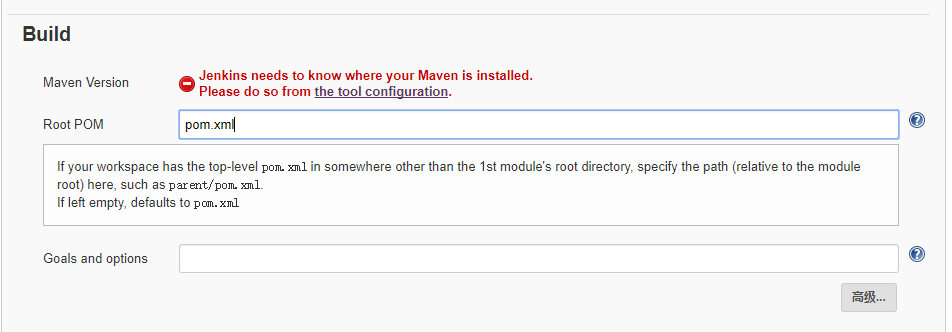 Build
Maven Version
Jenkins needs to know where your Maven is installed.
Please do so from the tool configuration.
Root POM
pom.xml
If your workspace has the top-level pom.xml in somewhere other than the 1st module's root directory, specify the path (relative to the module
root) here, such as parent/pom.xml.
If left empty, defaults to pom.xml
Goals and options
高级...